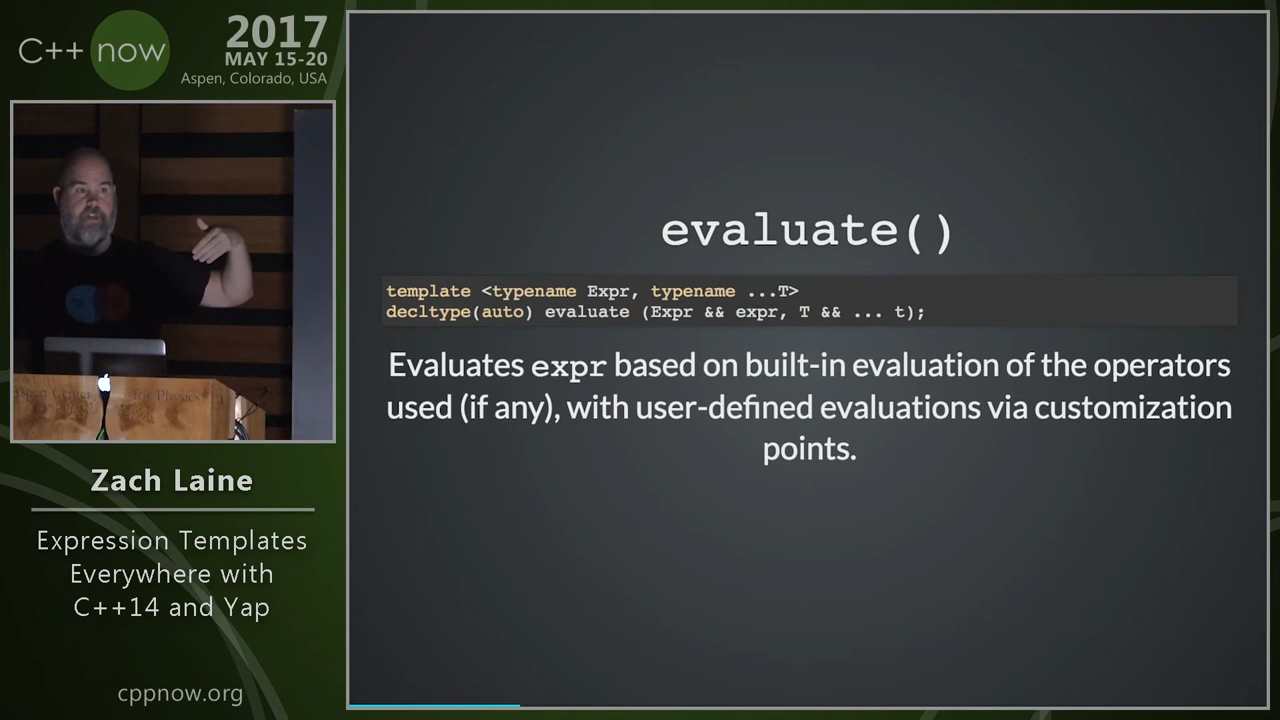 C++ now
2017
MAY 15-20
Aspen, Colorado, USA
for Physics
Zach Laine
Expression Templates
Everywhere with
C++14 and Yap
cppnow.org
evaluate()
template <typename Expr, typename ...T>
decltype(auto) evaluate (Expr && expr, T && ... t);
Evaluates expr based on built-in evaluation of the operators
used (if any), with user-defined evaluations via customization
points.